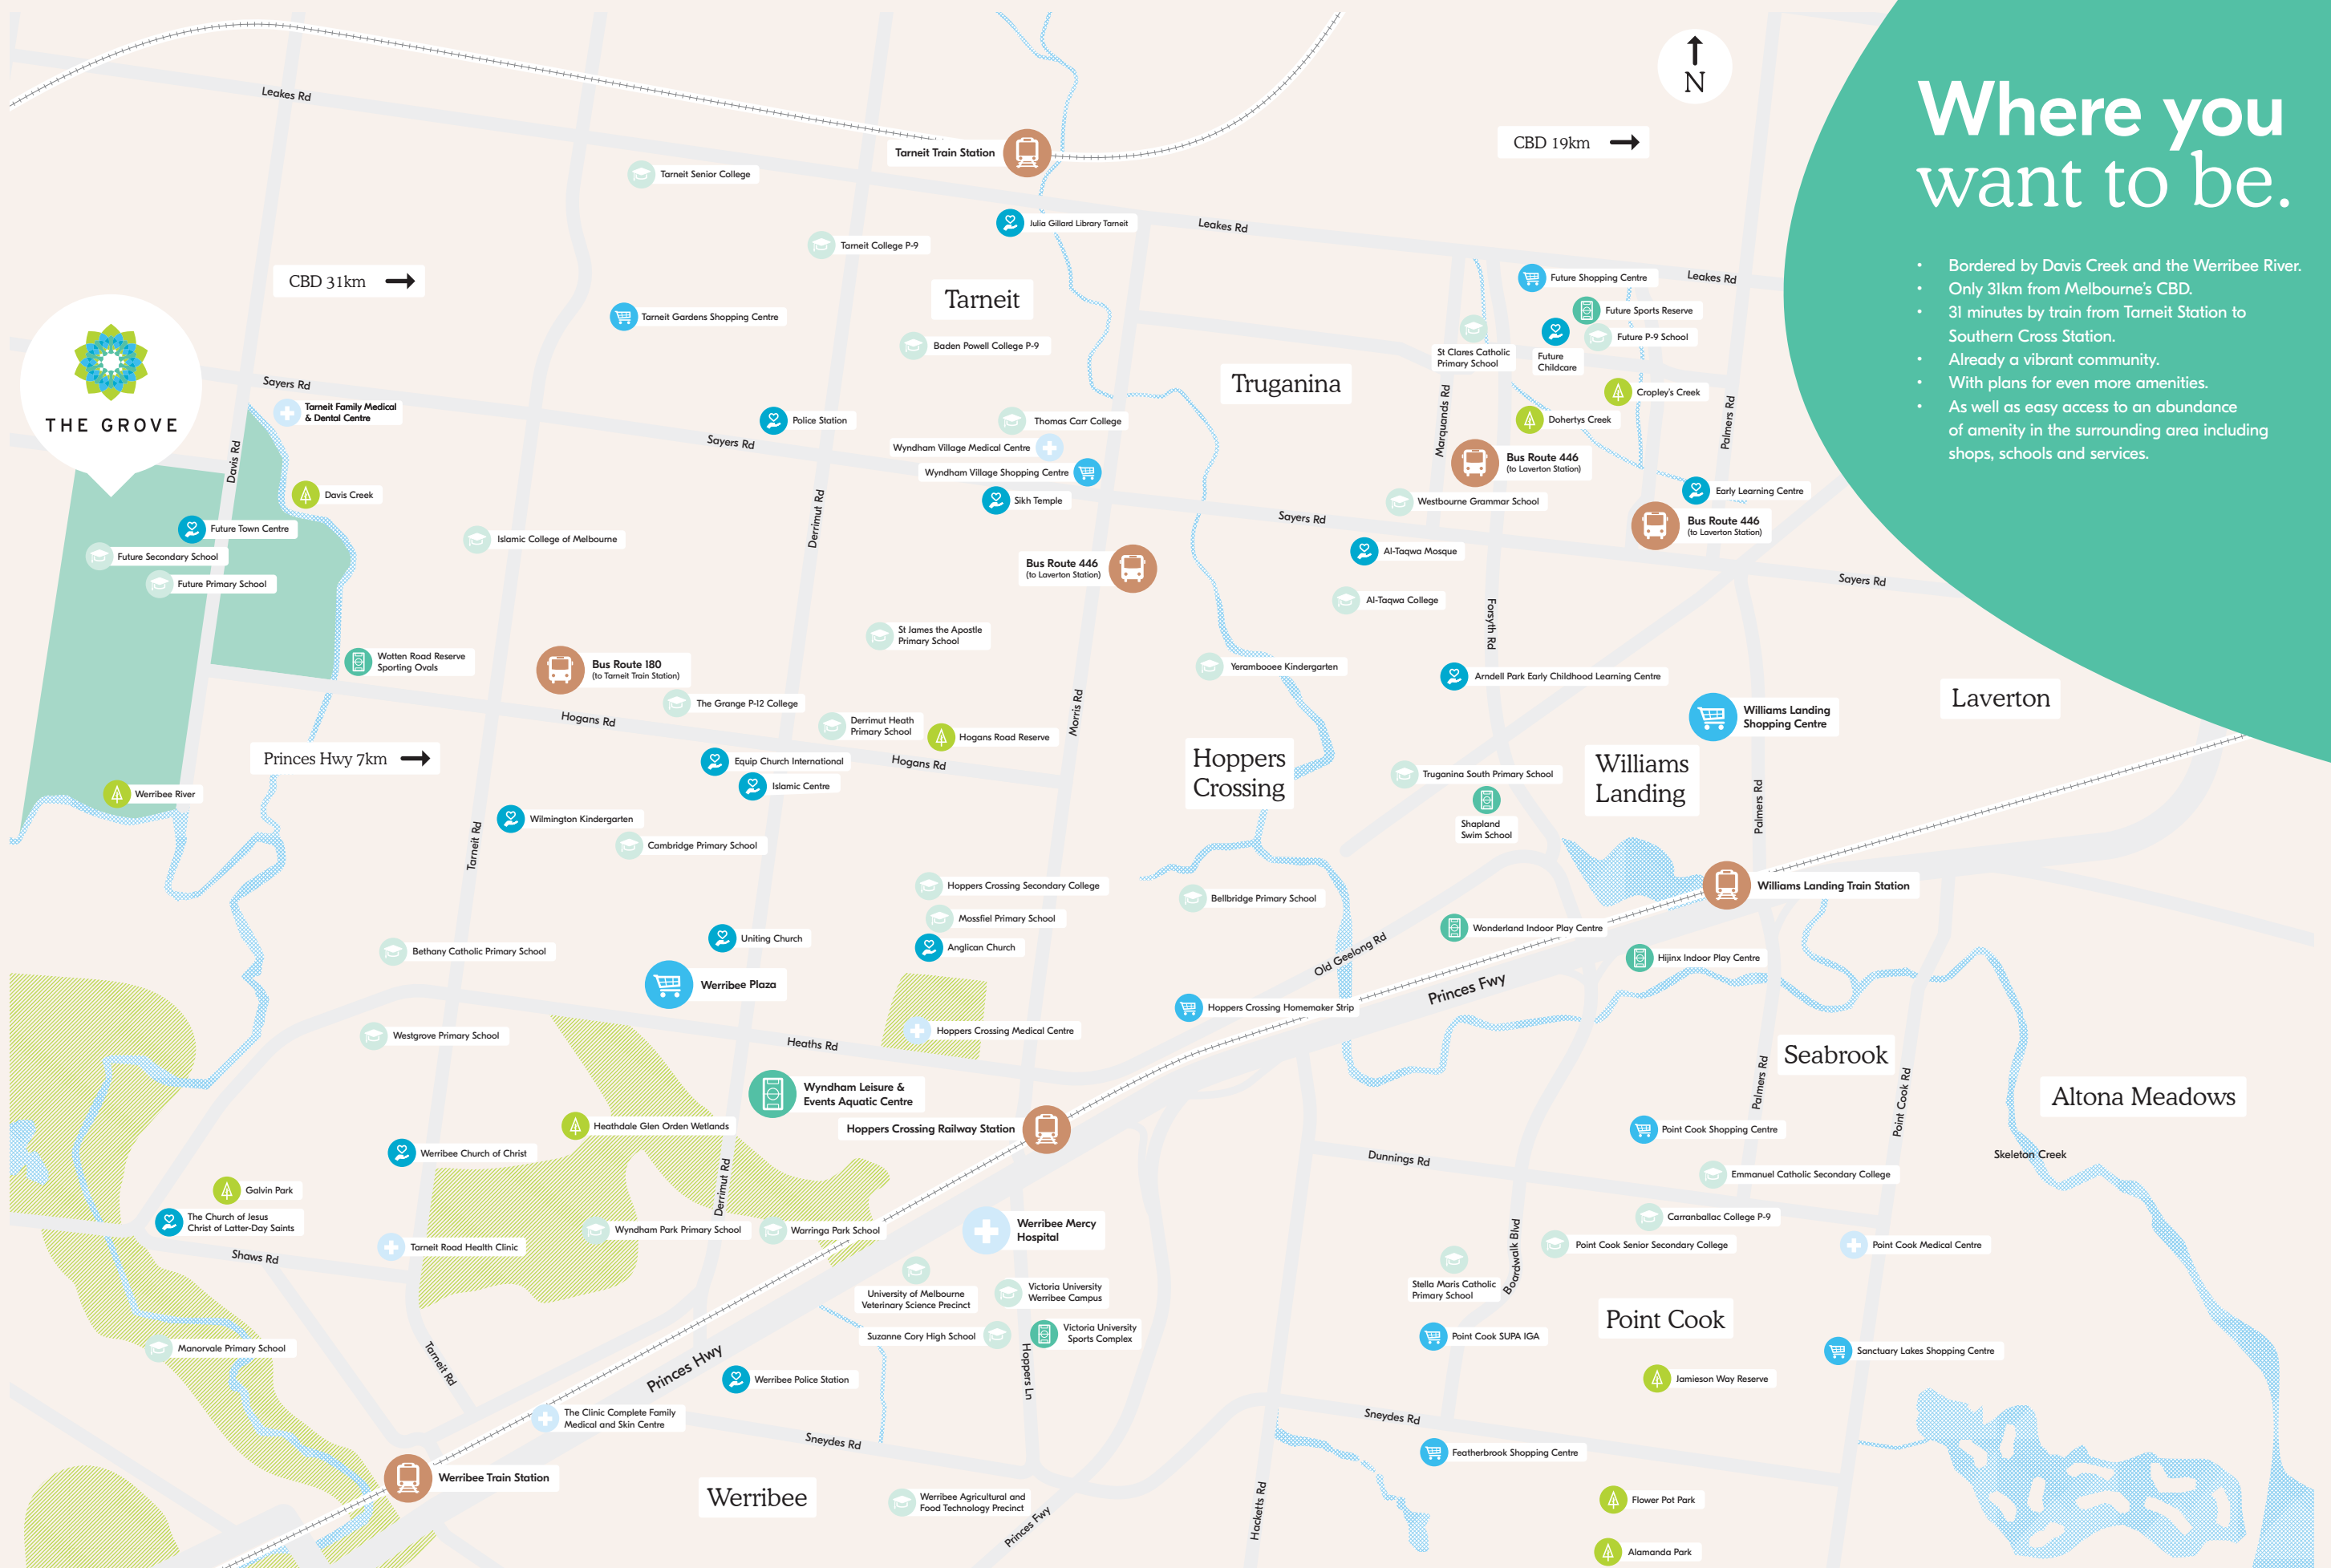 Where you
want to be.
• Bordered by Davis Creek and the Werribee River.
• Only 31km from Melbourne's CBD.
• 31 minutes by train from Tarneit Station to
Southern Cross Station.
• Already a vibrant community.
• With plans for even more amenities.
• As well as easy access to an abundance
of amenity in the surrounding area including
shops, schools and services.
N
CBD 19km
Leakes Rd
Tarneit Train Station
Tarneit Senior College
Julia Gillard Library Tarneit
Leakes Rd
Tarneit College P-9
CBD 31km
Future Shopping Centre
Leakes Rd
Tarneit
Future Sports Reserve
Tarneit Gardens Shopping Centre
Future P-9 School
Baden Powell College P-9
St Clares Catholic
Primary School
Future
Childcare
Truganina
Sayers Rd
Cropley's Creek
THE GROVE
Tarneit Family Medical
& Dental Centre
Police Station
Thomas Carr College
Dohertys Creek
Marquands Rd
Palmers Rd
Davis Rd
Sayers Rd
Wyndham Village Medical Centre
Bus Route 446
(to Laverton Station)
Wyndham Village Shopping Centre
Davis Creek
Sikh Temple
Westbourne Grammar School
Early Learning Centre
Derrimut Rd
Sayers Rd
Bus Route 446
(to Laverton Station)
Future Town Centre
Islamic College of Melbourne
Future Secondary School
Al-Taqwa Mosque
Bus Route 446
(to Laverton Station)
Future Primary School
Sayers Rd
Al-Taqwa College
Forsyth Rd
St James the Apostle
Primary School
Wotten Road Reserve
Sporting Ovals
Bus Route 180
(to Tarneit Train Station)
Yerambooee Kindergarten
Arndell Park Early Childhood Learning Centre
The Grange P-12 College
Laverton
Morris Rd
Hogans Rd
Derrimut Heath
Primary School
Hogans Road Reserve
Williams Landing
Shopping Centre
Princes Hwy 7km
Equip Church International
Hogans Rd
Hoppers
Crossing
Truganina South Primary School
Williams
Landing
Islamic Centre
Werribee River
Wilmington Kindergarten
Shapland
Swim School
Palmers Rd
Tarneit Rd
Cambridge Primary School
Hoppers Crossing Secondary College
Bellbridge Primary School
Williams Landing Train Station
Mossfiel Primary School
Wonderland Indoor Play Centre
Uniting Church
Anglican Church
Old Geelong Rd
Bethany Catholic Primary School
Hijinx Indoor Play Centre
Werribee Plaza
Princes Fwy
Hoppers Crossing Homemaker Strip
Westgrove Primary School
Hoppers Crossing Medical Centre
Heaths Rd
Seabrook
Wyndham Leisure &
Events Aquatic Centre
Palmers Rd
Point Cook Rd
Altona Meadows
Heathdale Glen Orden Wetlands
Hoppers Crossing Railway Station
Point Cook Shopping Centre
Werribee Church of Christ
Dunnings Rd
Skeleton Creek
Derrimut Rd
Emmanuel Catholic Secondary College
Galvin Park
The Church of Jesus
Christ of Latter-Day Saints
Wyndham Park Primary School
Warringa Park School
Werribee Mercy
Hospital
Carranballac College P-9
Tarneit Road Health Clinic
Shaws Rd
Point Cook Senior Secondary College
Point Cook Medical Centre
Boardwalk Blvd
University of Melbourne
Veterinary Science Precinct
Victoria University
Werribee Campus
Stella Maris Catholic
Primary School
Point Cook
Suzanne Cory High School
Victoria University
Sports Complex
Point Cook SUPA IGA
Manorvale Primary School
Sanctuary Lakes Shopping Centre
Tarneit Rd
Princes Hwy
Hoppers Ln
Werribee Police Station
Jamieson Way Reserve
The Clinic Complete Family
Medical and Skin Centre
Sneydes Rd
Sneydes Rd
Featherbrook Shopping Centre
Werribee Train Station
Werribee
Werribee Agricultural and
Food Technology Precinct
Flower Pot Park
Princes Fwy
Hacketts Rd
Alamanda Park